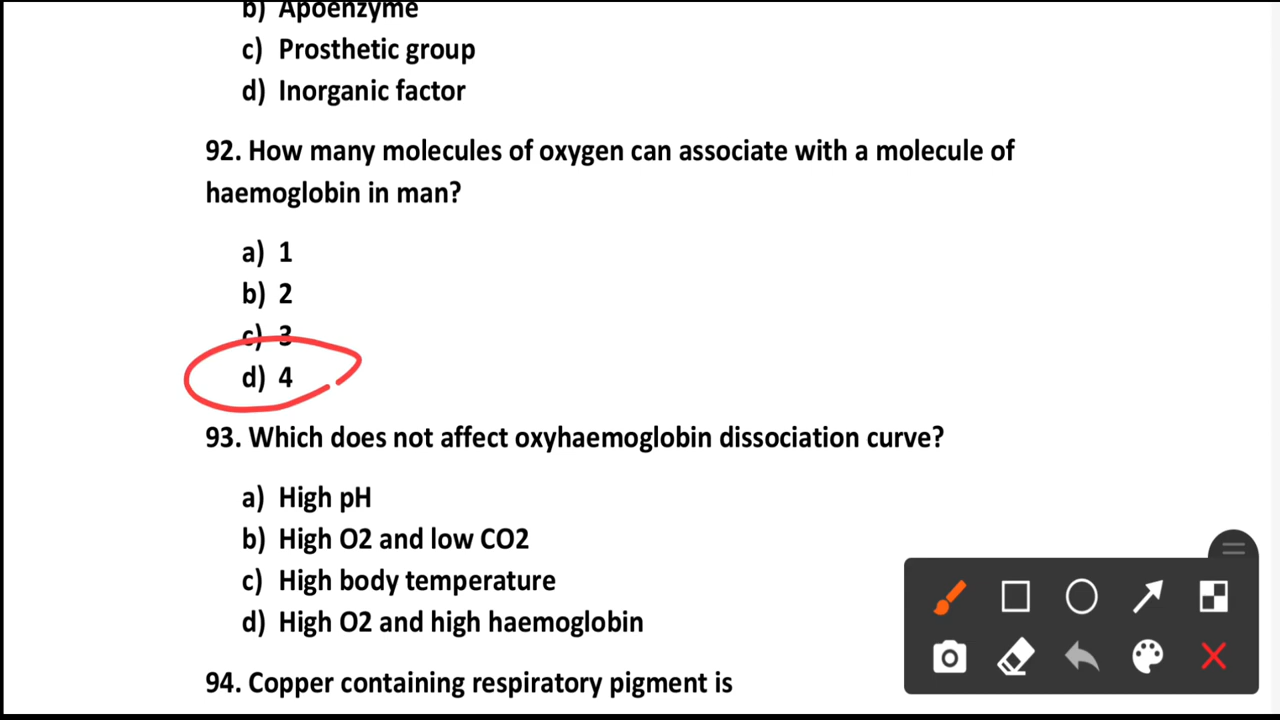 b) Apoenzyme
c) Prosthetic group
d) Inorganic factor
92. How many molecules of oxygen can associate with a molecule of
haemoglobin in man?
a) 1
b) 2
c) 3
d) 4
93. Which does not affect oxyhaemoglobin dissociation curve?
a) High pH
b) High O2 and low CO2
c) High body temperature
d) High O2 and high haemoglobin
94. Copper containing respiratory pigment is